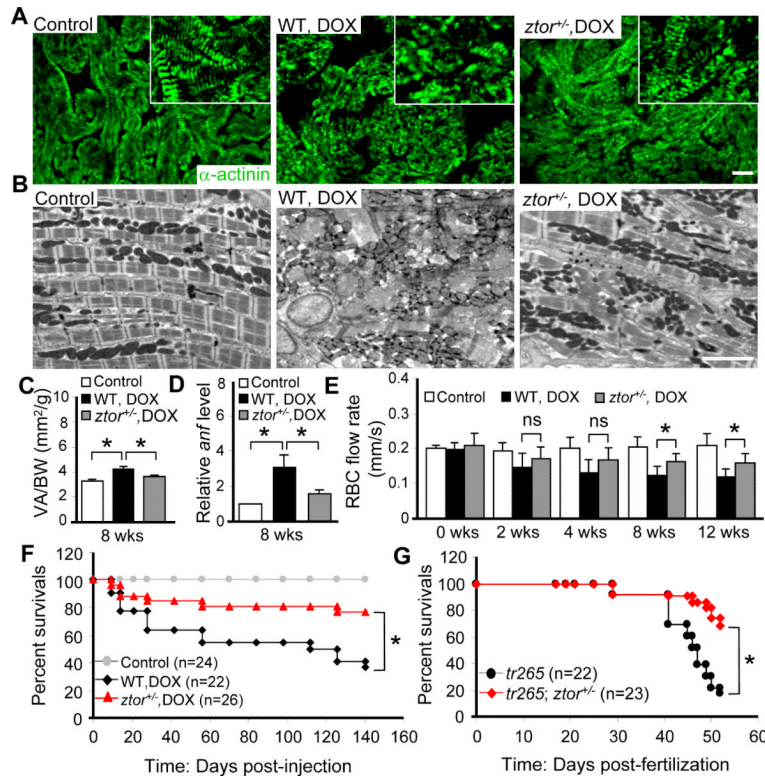 A
Control
WT, DOX
ztor+/-,DOX
α-actinin
B
Control
WT, DOX
ztor+/-, DOX
C
Control
WT, DOX
ztor+/-,DOX
VA/BW (mm²/g)
10
8
6
4
2
0
*
*
8 wks
D
Control
WT, DOX
ztor+/-,DOX
Relative anf level
5
4
3
2
1
0
*
*
8 wks
E
Control
WT, DOX
ztor+/-, DOX
RBC flow rate
(mm/s)
0.4
0.3
0.2
0.1
0.0
ns
ns
*
*
0 wks
2 wks
4 wks
8 wks
12 wks
F
Percent survivals
120
100
80
60
40
20
0
*
Control (n=24)
WT,DOX (n=22)
ztor+/-,DOX (n=26)
0 20 40 60 80 100 120 140 160
Time: Days post-injection
G
Percent survivals
120
100
80
60
40
20
0
*
tr265 (n=22)
tr265; ztor+/- (n=23)
0 10 20 30 40 50 60
Time: Days post-fertilization